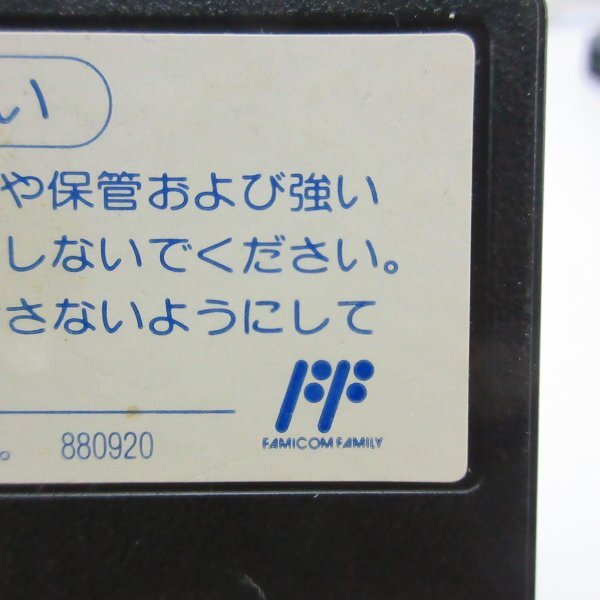 い
や保管および強い
しないでください。
さないようにして
FAMICOM FAMILY
。 880920